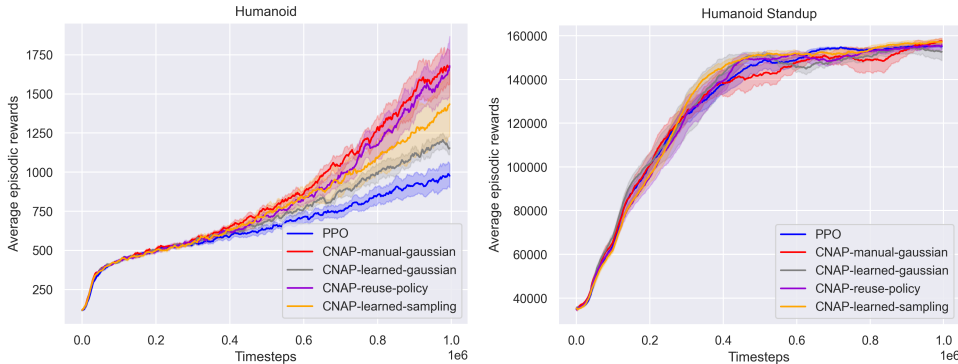 Humanoid
Average episodic rewards
1750
1500
1250
1000
750
500
250
PPO
CNAP-manual-gaussian
CNAP-learned-gaussian
CNAP-reuse-policy
CNAP-learned-sampling
0.0 0.2 0.4 0.6 0.8 1.0
Timesteps
1e6
Humanoid Standup
Average episodic rewards
160000
140000
120000
100000
80000
60000
40000
PPO
CNAP-manual-gaussian
CNAP-learned-gaussian
CNAP-reuse-policy
CNAP-learned-sampling
0.0 0.2 0.4 0.6 0.8 1.0
Timesteps
1e6